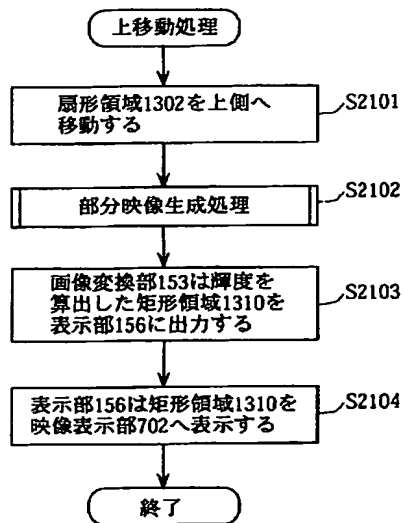 上移動処理
扇形領域1302を上側へ
移動する
S2101
部分映像生成処理
S2102
画像変換部153は輝度を
算出した矩形領域1310を
表示部156に出力する
S2103
表示部156は矩形領域1310を
映像表示部702へ表示する
S2104
終了